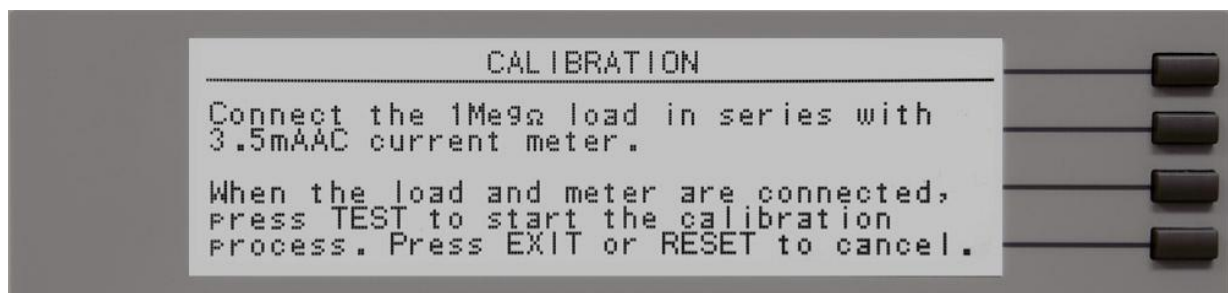 CALIBRATION
Connect the 1MegΩ load in series with
3.5mAAC current meter.
When the load and meter are connected,
press TEST to start the calibration
process. Press EXIT or RESET to cancel.